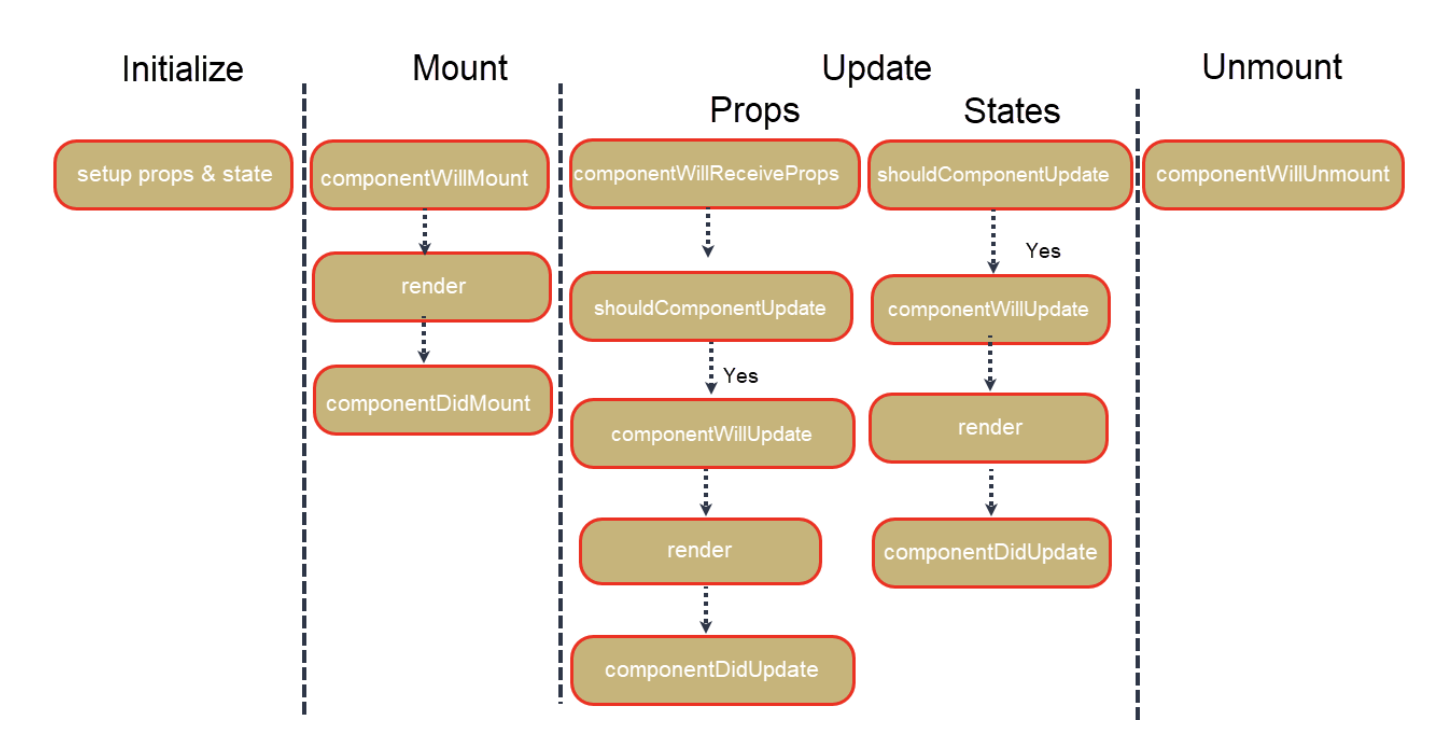 Initialize
Mount
Update
Unmount
Props
States
setup props & state
componentWillMount
render
componentDidMount
componentWillReceiveProps
shouldComponentUpdate
Yes
componentWillUpdate
render
componentDidUpdate
shouldComponentUpdate
Yes
componentWillUpdate
render
componentDidUpdate
componentWillUnmount